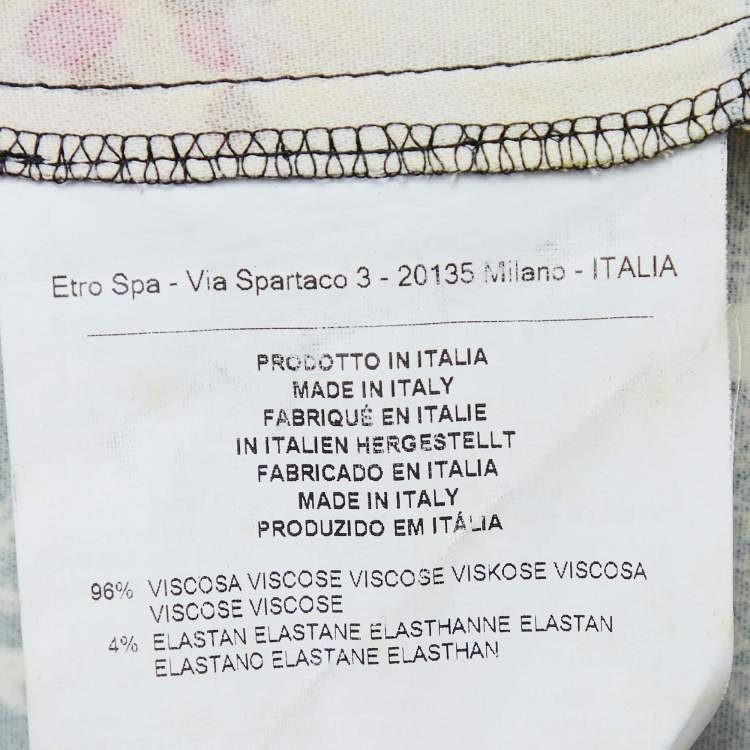 Etro Spa - Via Spartaco 3 - 20135 Milano - ITALIA
PRODOTTO IN ITALIA
MADE IN ITALY
FABRIQUÉ EN ITALIE
IN ITALIEN HERGESTELLT
FABRICADO EN ITALIA
MADE IN ITALY
PRODUZIDO EM ITÁLIA
96% VISCOSA VISCOSE VISCOSE VISKOSE VISCOSA
VISCOSE VISCOSE
4% ELASTAN ELASTANE ELASTHANNE ELASTAN
ELASTANO ELASTANE ELASTHAN